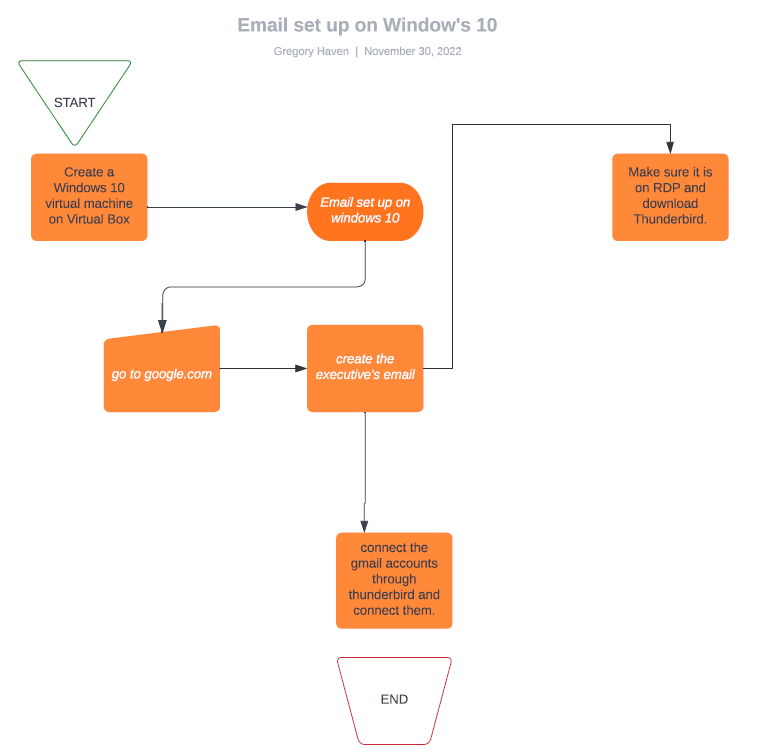 Email set up on Window's 10
Gregory Haven | November 30, 2022
START
Create a
Windows 10
virtual machine
on Virtual Box
Email set up on
windows 10
Make sure it is
on RDP and
download
Thunderbird.
go to google.com
create the
executive's email
connect the
gmail accounts
through
thunderbird and
connect them.
END